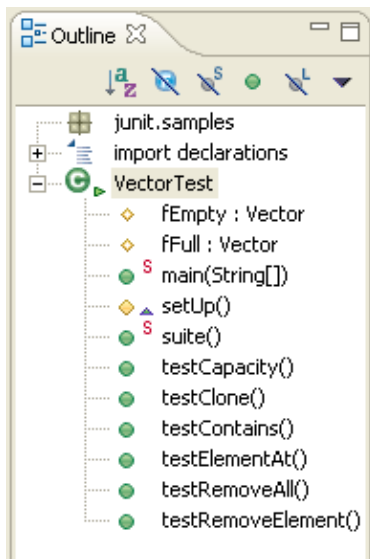 Outline
a z S L
junit.samples
import declarations
C VectorTest
fEmpty : Vector
fFull : Vector
S main(String[])
setUp()
S suite()
testCapacity()
testClone()
testContains()
testElementAt()
testRemoveAll()
testRemoveElement()